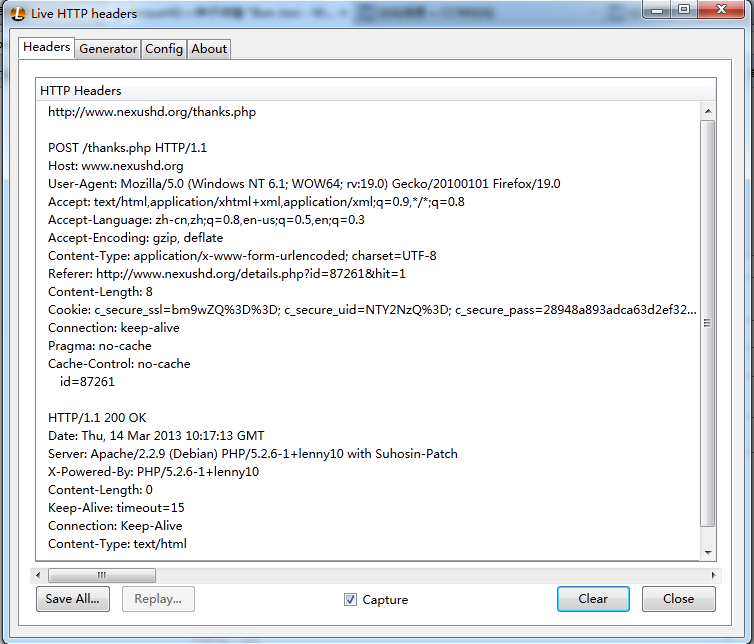 Live HTTP headers
Headers Generator Config About
HTTP Headers
http://www.nexushd.org/thanks.php
POST /thanks.php HTTP/1.1
Host: www.nexushd.org
User-Agent: Mozilla/5.0 (Windows NT 6.1; WOW64; rv:19.0) Gecko/20100101 Firefox/19.0
Accept: text/html,application/xhtml+xml,application/xml;q=0.9,*/*;q=0.8
Accept-Language: zh-cn,zh;q=0.8,en-us;q=0.5,en;q=0.3
Accept-Encoding: gzip, deflate
Content-Type: application/x-www-form-urlencoded; charset=UTF-8
Referer: http://www.nexushd.org/details.php?id=87261&hit=1
Content-Length: 8
Cookie: c_secure_ssl=bm9wZQ%3D%3D; c_secure_uid=NTY2NzQ%3D; c_secure_pass=28948a893adca63d2ef32...
Connection: keep-alive
Pragma: no-cache
Cache-Control: no-cache
id=87261
HTTP/1.1 200 OK
Date: Thu, 14 Mar 2013 10:17:13 GMT
Server: Apache/2.2.9 (Debian) PHP/5.2.6-1+lenny10 with Suhosin-Patch
X-Powered-By: PHP/5.2.6-1+lenny10
Content-Length: 0
Keep-Alive: timeout=15
Connection: Keep-Alive
Content-Type: text/html
Save All... Replay... Capture Clear Close